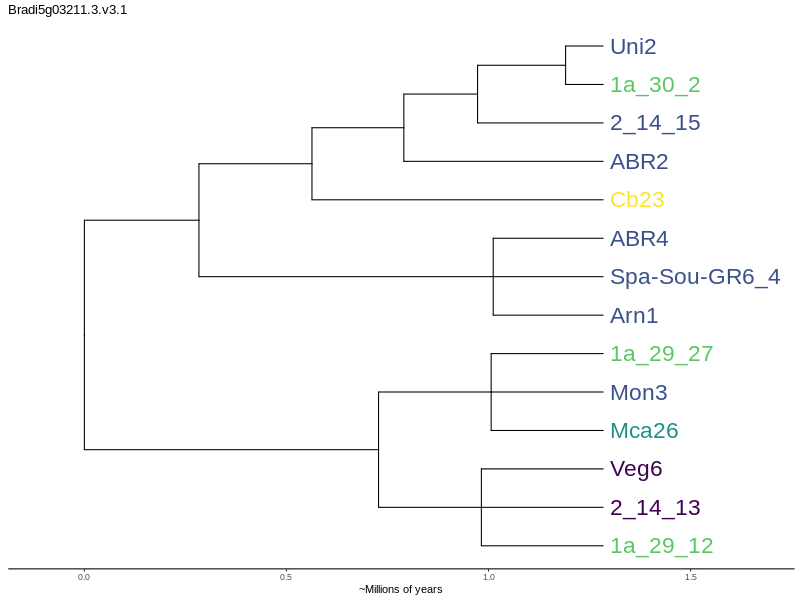 Bradi5g03211.3.v3.1
Uni2
1a_30_2
2_14_15
ABR2
Cb23
ABR4
Spa-Sou-GR6_4
Arn1
1a_29_27
Mon3
Mca26
Veg6
2_14_13
1a_29_12
0.0 0.5 1.0 1.5
~Millions of years